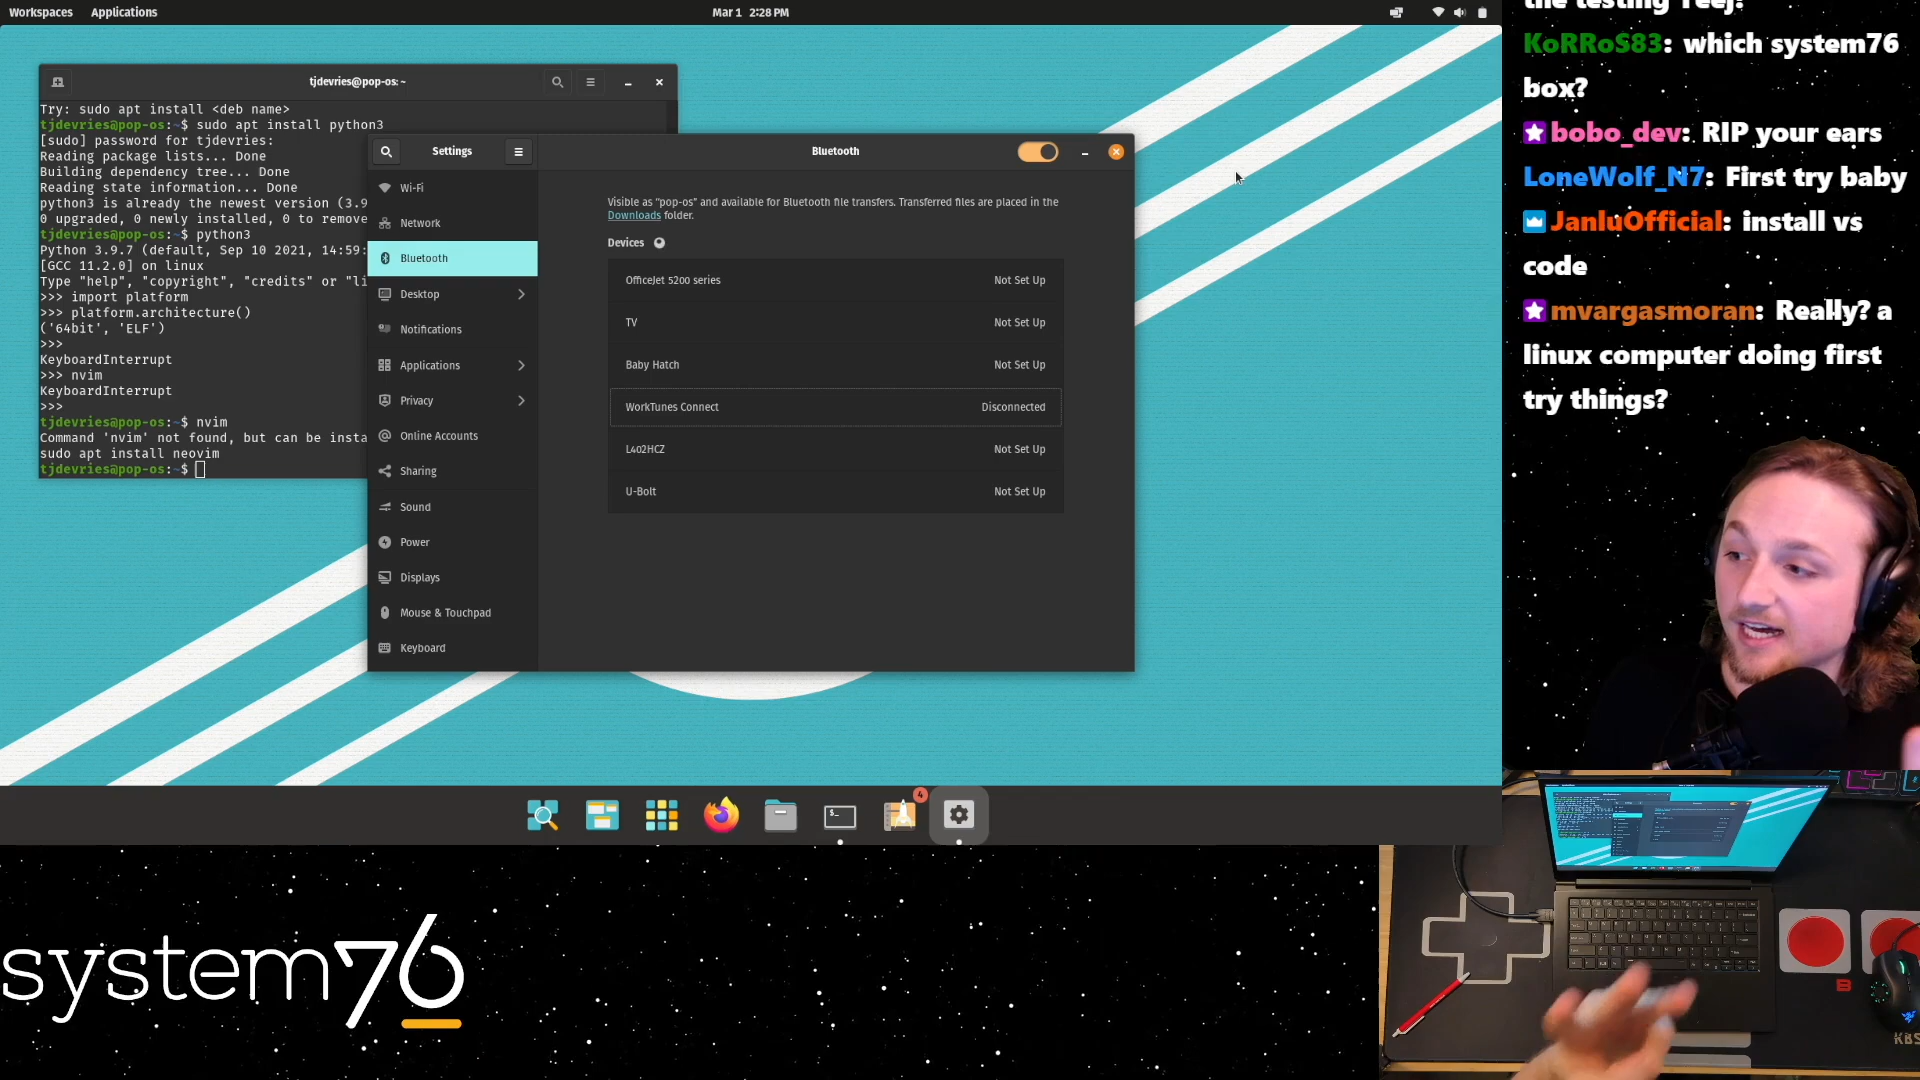 Workspaces Applications Mar 1 2:28 PM
tjdevries@pop-os: ~
Try: sudo apt install <deb name>
tjdevries@pop-os:~$ sudo apt install python3
[sudo] password for tjdevries:
Reading package lists... Done
Building dependency tree... Done
Reading state information... Done
python3 is already the newest version (3.9
0 upgraded, 0 newly installed, 0 to remove
tjdevries@pop-os:~$ python3
Python 3.9.7 (default, Sep 10 2021, 14:59:
[GCC 11.2.0] on linux
Type "help", "copyright", "credits" or "li
>>> import platform
>>> platform.architecture()
('64bit', 'ELF')
>>>
KeyboardInterrupt
>>> nvim
KeyboardInterrupt
>>>
tjdevries@pop-os:~$ nvim
Command 'nvim' not found, but can be insta
sudo apt install neovim
tjdevries@pop-os:~$
Settings
Wi-Fi
Network
Bluetooth
Desktop
Notifications
Applications
Privacy
Online Accounts
Sharing
Sound
Power
Displays
Mouse & Touchpad
Keyboard
Bluetooth
Visible as “pop-os” and available for Bluetooth file transfers. Transferred files are placed in the
Downloads folder.
Devices
OfficeJet 5200 series Not Set Up
TV Not Set Up
Baby Hatch Not Set Up
WorkTunes Connect Disconnected
L402HCZ Not Set Up
U-Bolt Not Set Up
4
system76
the testing Teej!
KoRRoS83: which system76
box?
bobo_dev: RIP your ears
LoneWolf_N7: First try baby
JanluOfficial: install vs
code
mvargasmoran: Really? a
linux computer doing first
try things?
KBS